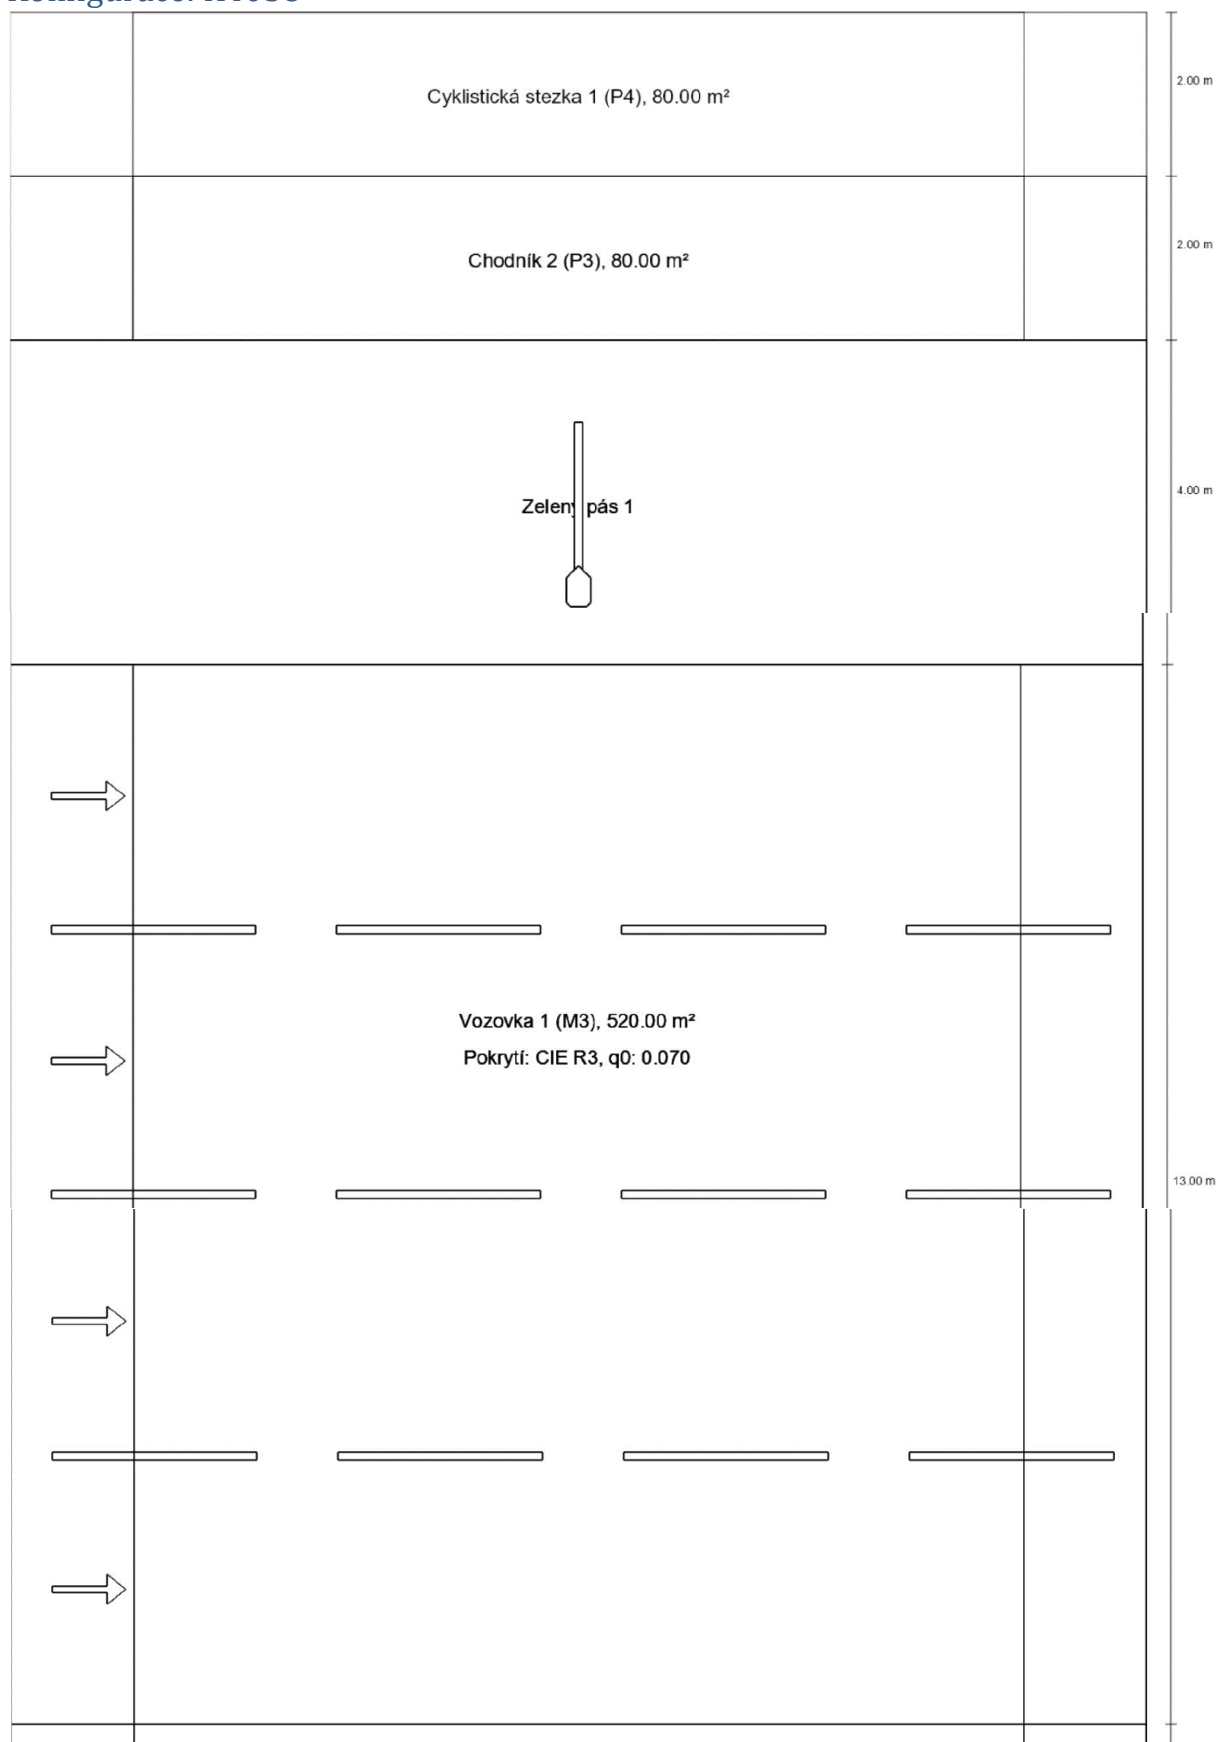 Cyklistická stezka 1 (P4), 80.00 m²
2.00 m
Chodník 2 (P3), 80.00 m²
2.00 m
Zelený pás 1
4.00 m
Vozovka 1 (M3), 520.00 m²
Pokrytí: CIE R3, q0: 0.070
13.00 m